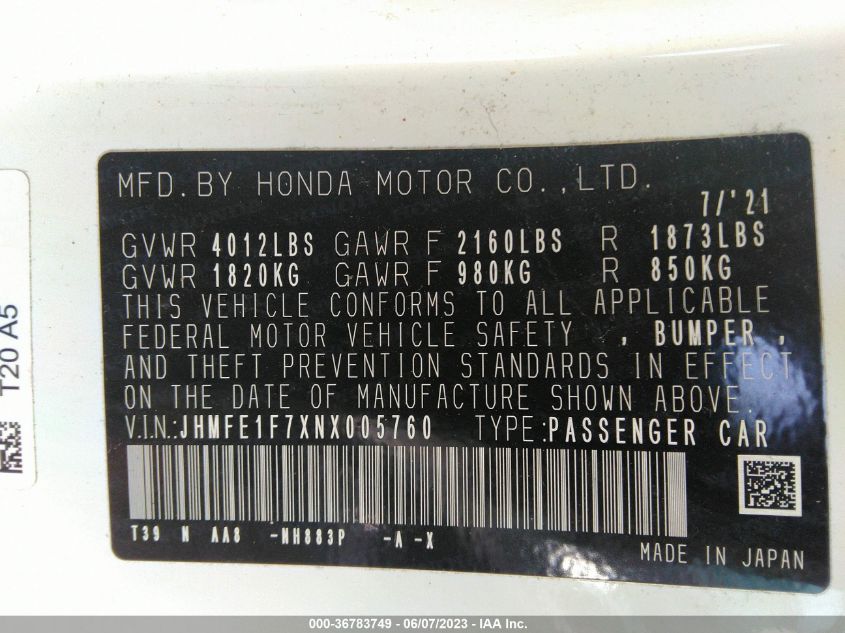 MFD.BY HONDA MOTOR CO.,LTD.
7/'21
GVWR 4012LBS GAWR F 2160LBS R 1873LBS
GVWR 1820KG GAWR F 980KG R 850KG
THIS VEHICLE CONFORMS TO ALL APPLICABLE
FEDERAL MOTOR VEHICLE SAFETY , BUMPER ,
AND THEFT PREVENTION STANDARDS IN EFFECT
ON THE DATE OF MANUFACTURE SHOWN ABOVE.
V.I.N.:JHMFE1F7XNX005760 TYPE:PASSENGER CAR
T39 N AA8 -NH883P -A -X
MADE IN JAPAN
T20 A5
000-36783749 - 06/07/2023 - IAA Inc.